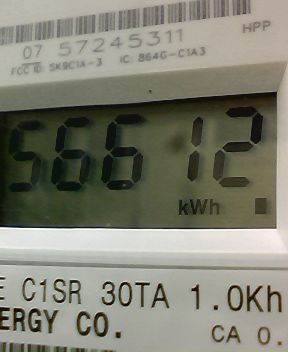 07 57245311
HPP
FCC ID: SK9C1A-3 IC: 864G-C1A3
56612
kWh
C1SR 30TA 1.0Kh
ERGY CO.
CA 0.